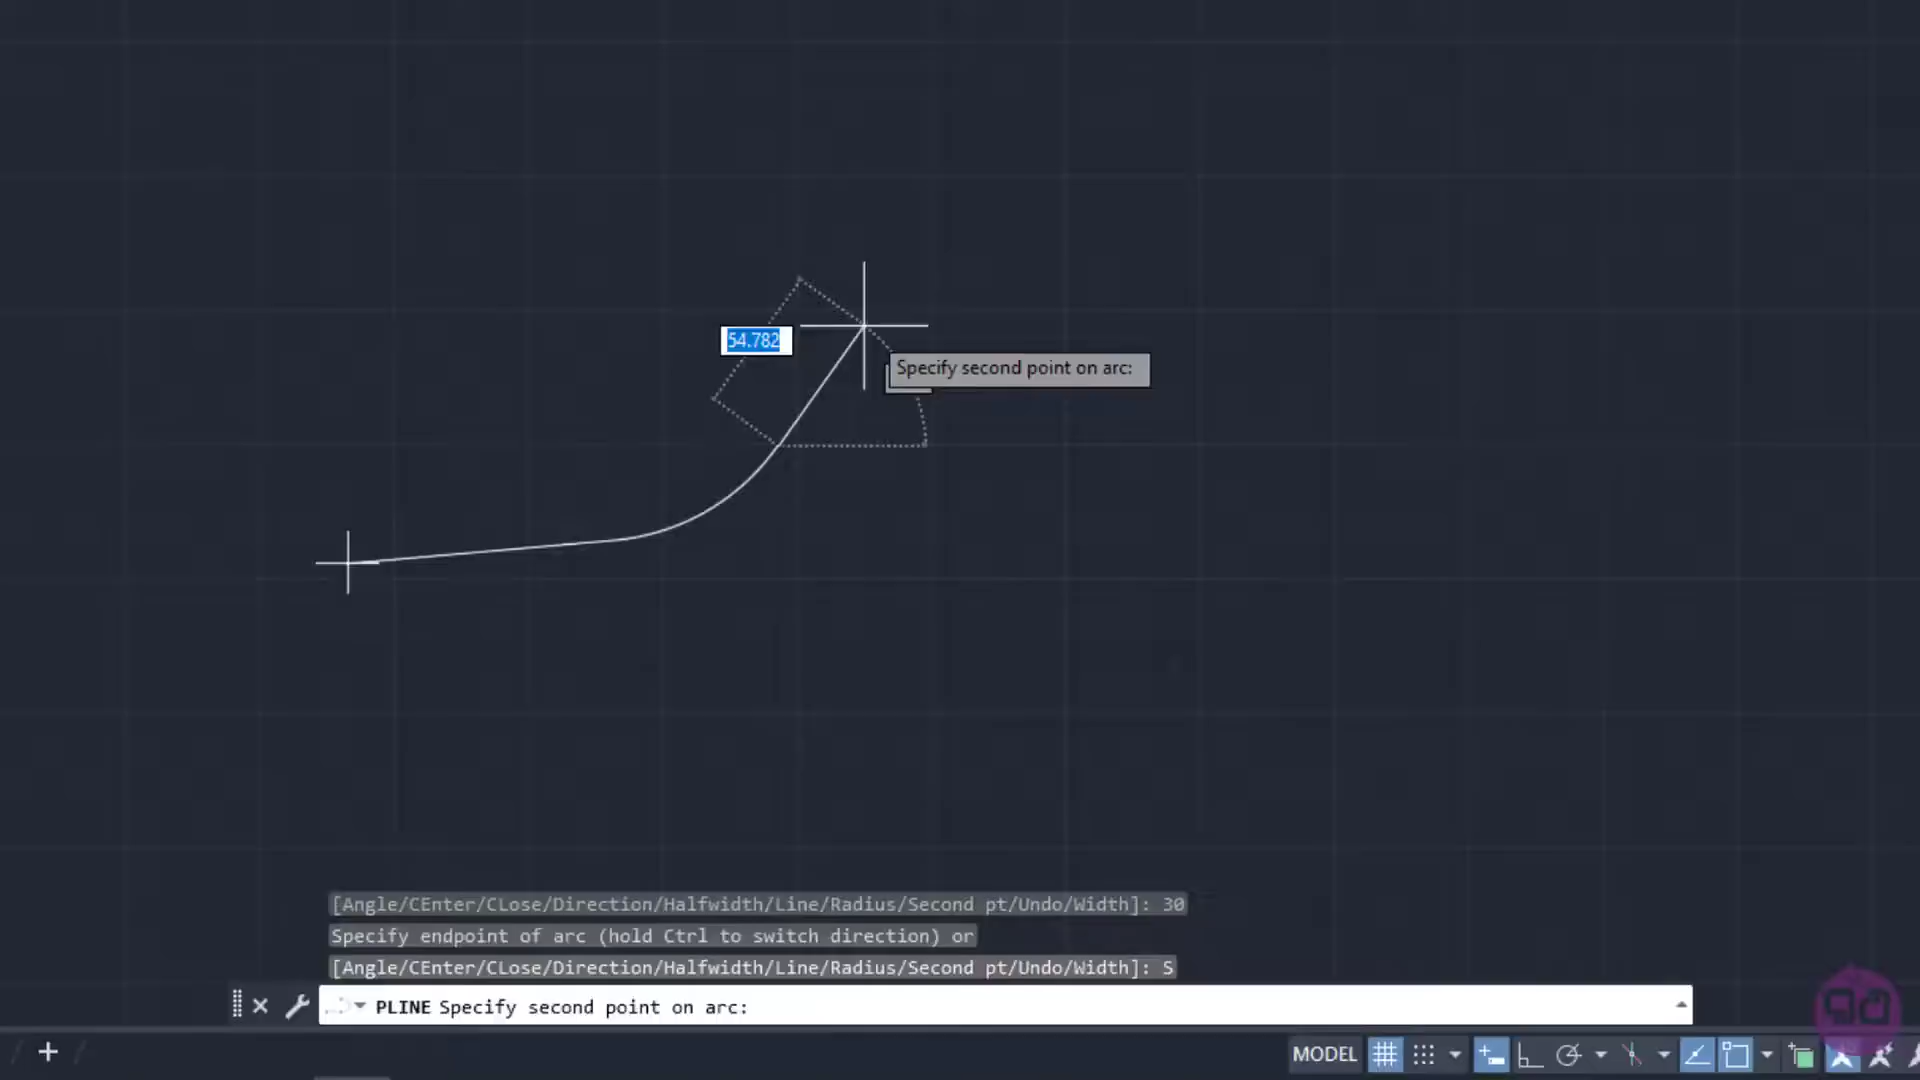 54.782
Specify second point on arc:
[Angle/CEnter/CLose/Direction/Halfwidth/Line/Radius/Second pt/Undo/Width]: 30
Specify endpoint of arc (hold Ctrl to switch direction) or
[Angle/CEnter/CLose/Direction/Halfwidth/Line/Radius/Second pt/Undo/Width]: S
PLINE Specify second point on arc:
MODEL